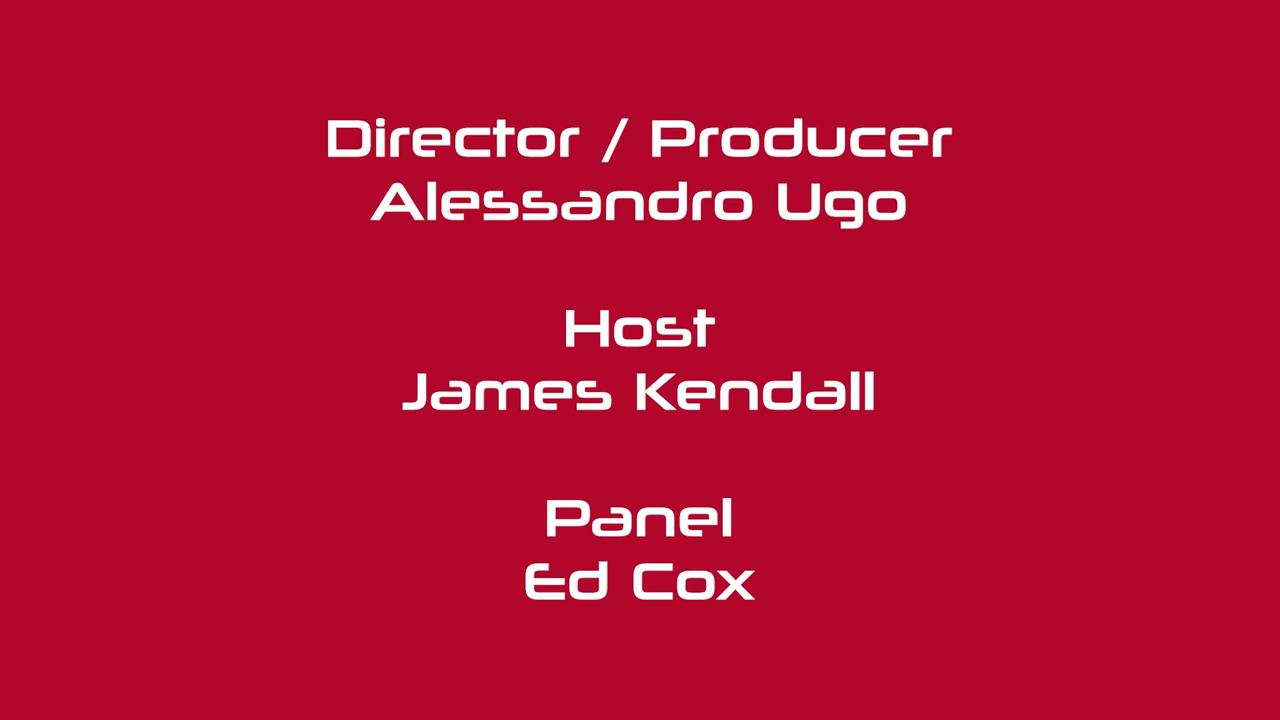 Director / Producer
Alessandro Ugo
Host
James Kendall
Panel
Ed Cox